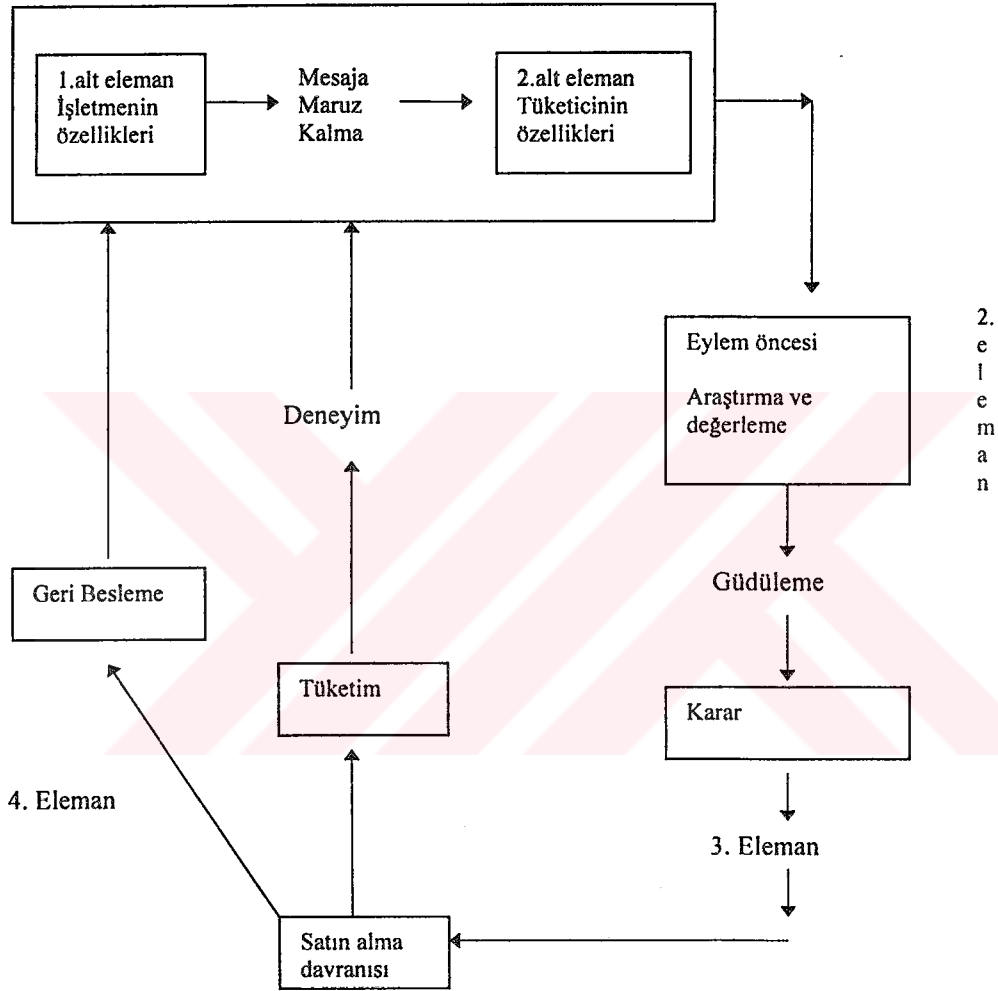 1.alt eleman
İşletmenin
özellikleri
Mesaja
Maruz
Kalma
2.alt eleman
Tüketicinin
özellikleri
2.
e
l
e
m
a
n
Eylem öncesi
Araştırma ve
değerleme
Deneyim
Güdüleme
Geri Besleme
Tüketim
Karar
4. Eleman
3. Eleman
Satın alma
davranısı